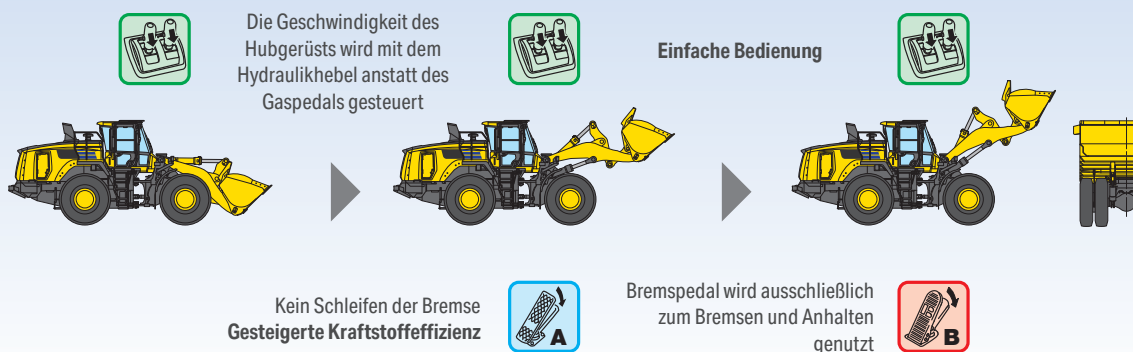 Die Geschwindigkeit des
Hubgerüsts wird mit dem
Hydraulikhebel anstatt des
Gaspedals gesteuert
Einfache Bedienung
Kein Schleifen der Bremse
Gesteigerte Kraftstoffeffizienz
A
Bremspedal wird ausschließlich
zum Bremsen und Anhalten
genutzt
B